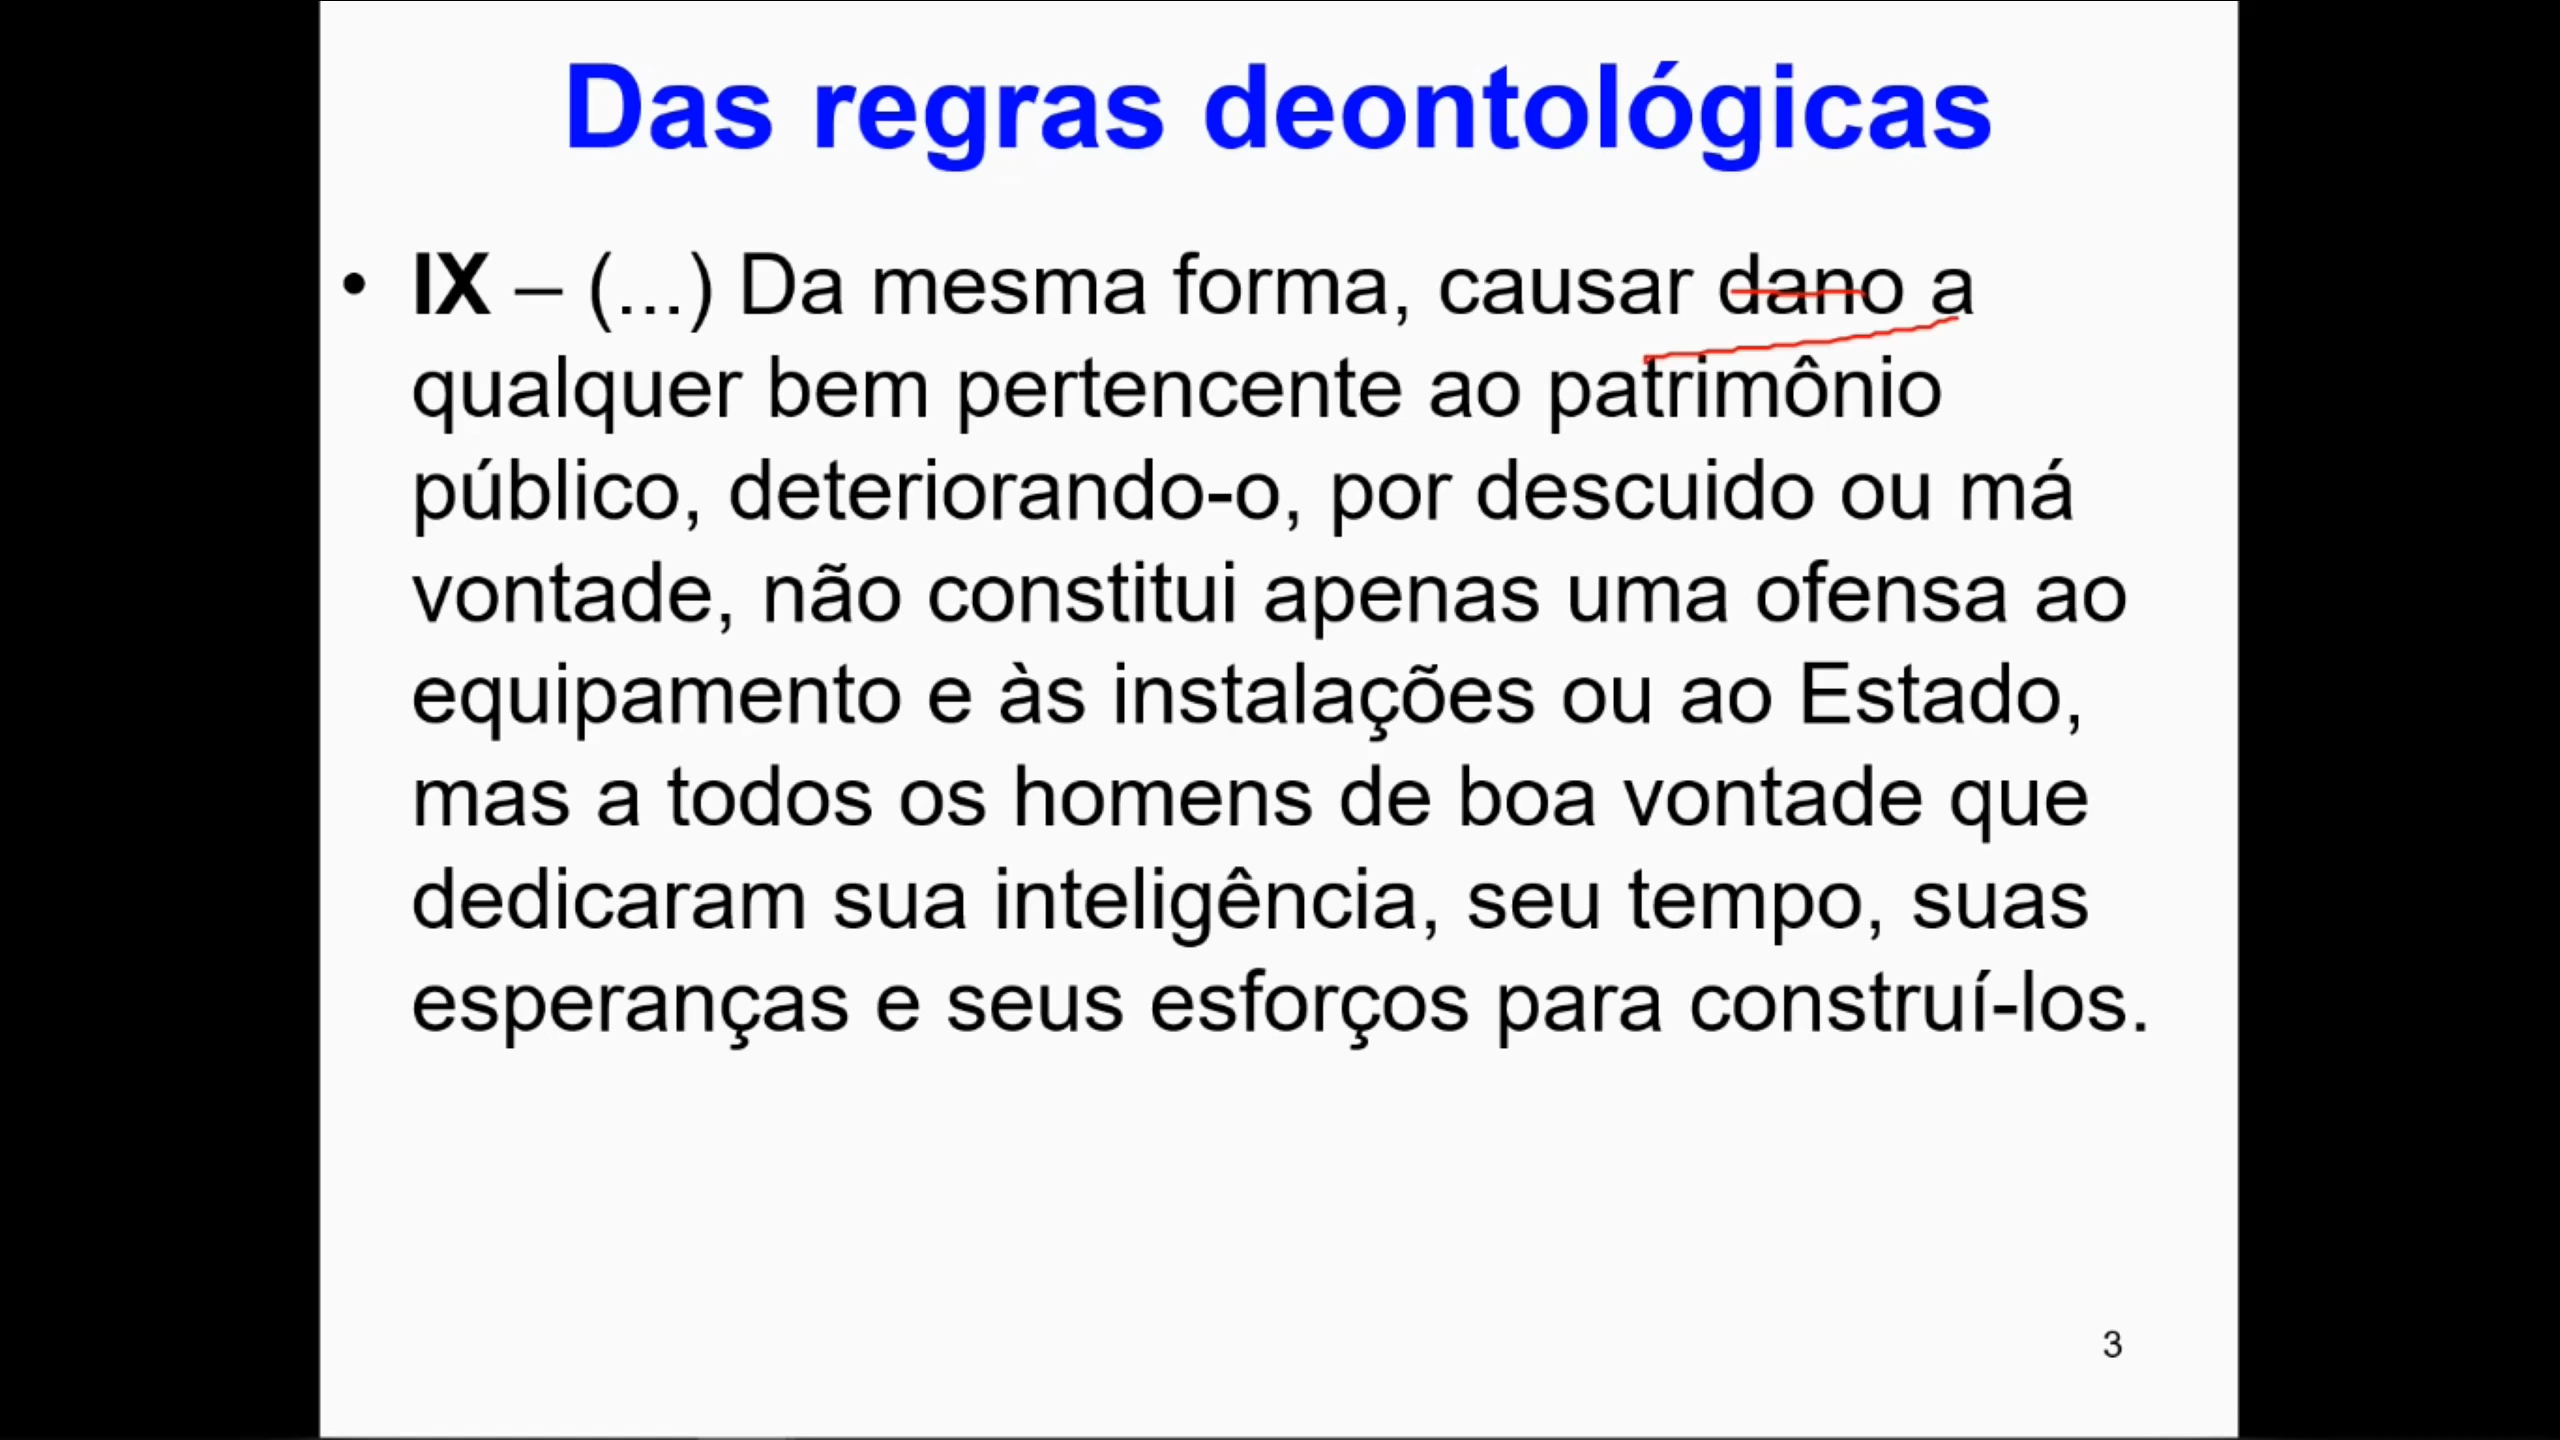 Das regras deontológicas
• IX – (...) Da mesma forma, causar dano a
qualquer bem pertencente ao patrimônio
público, deteriorando-o, por descuido ou má
vontade, não constitui apenas uma ofensa ao
equipamento e às instalações ou ao Estado,
mas a todos os homens de boa vontade que
dedicaram sua inteligência, seu tempo, suas
esperanças e seus esforços para construí-los.
3